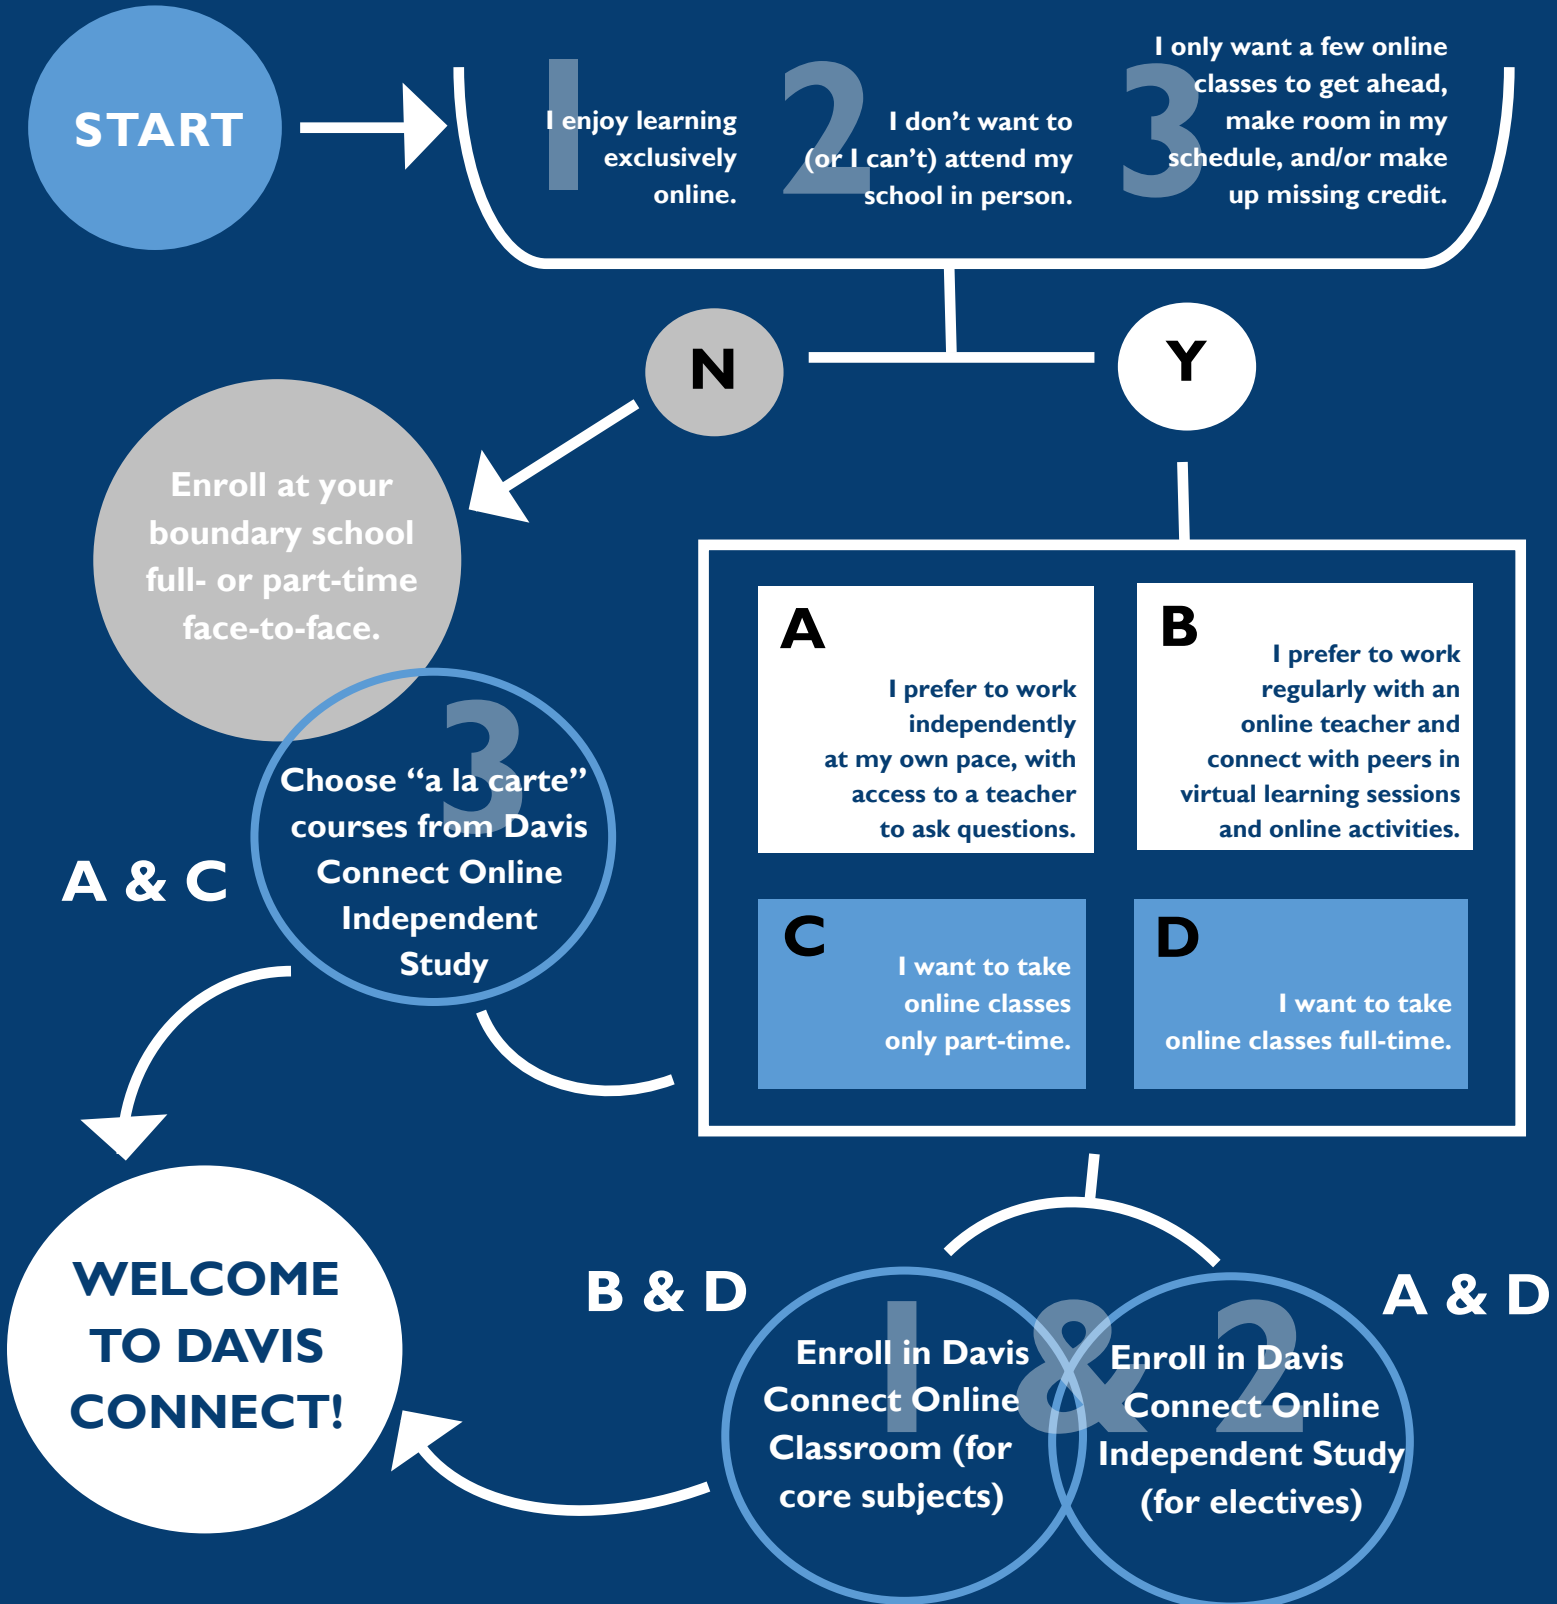 START
1
I enjoy learning
exclusively
online.
2
I don’t want to
(or I can’t) attend my
school in person.
3
I only want a few online
classes to get ahead,
make room in my
schedule, and/or make
up missing credit.
N
Y
Enroll at your
boundary school
full- or part-time
face-to-face.
A
I prefer to work
independently
at my own pace, with
access to a teacher
to ask questions.
B
I prefer to work
regularly with an
online teacher and
connect with peers in
virtual learning sessions
and online activities.
C
I want to take
online classes
only part-time.
D
I want to take
online classes full-time.
3
Choose “a la carte”
courses from Davis
Connect Online
Independent
Study
A & C
WELCOME
TO DAVIS
CONNECT!
B & D
1 & 2
A & D
Enroll in Davis
Connect Online
Classroom (for
core subjects)
Enroll in Davis
Connect Online
Independent Study
(for electives)